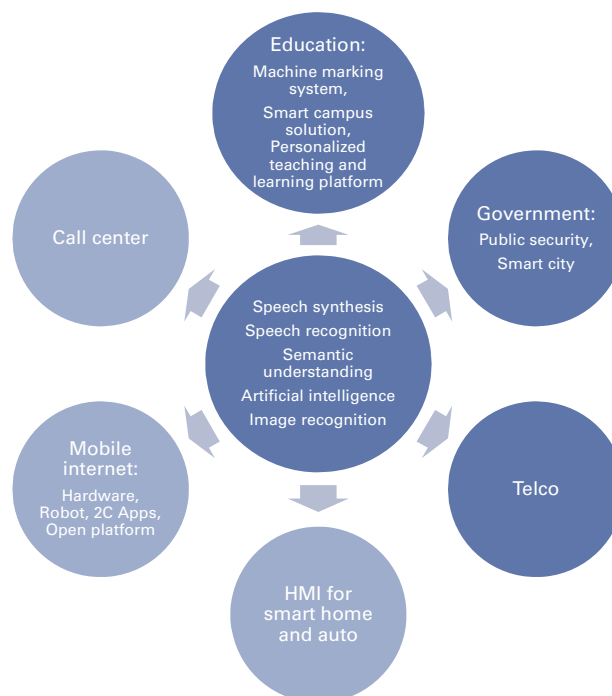 Education:
Machine marking
system,
Smart campus
solution,
Personalized
teaching and
learning platform
Call center
Government:
Public security,
Smart city
Speech synthesis
Speech recognition
Semantic
understanding
Artificial intelligence
Image recognition
Mobile
internet:
Hardware,
Robot, 2C Apps,
Open platform
Telco
HMI for
smart home
and auto